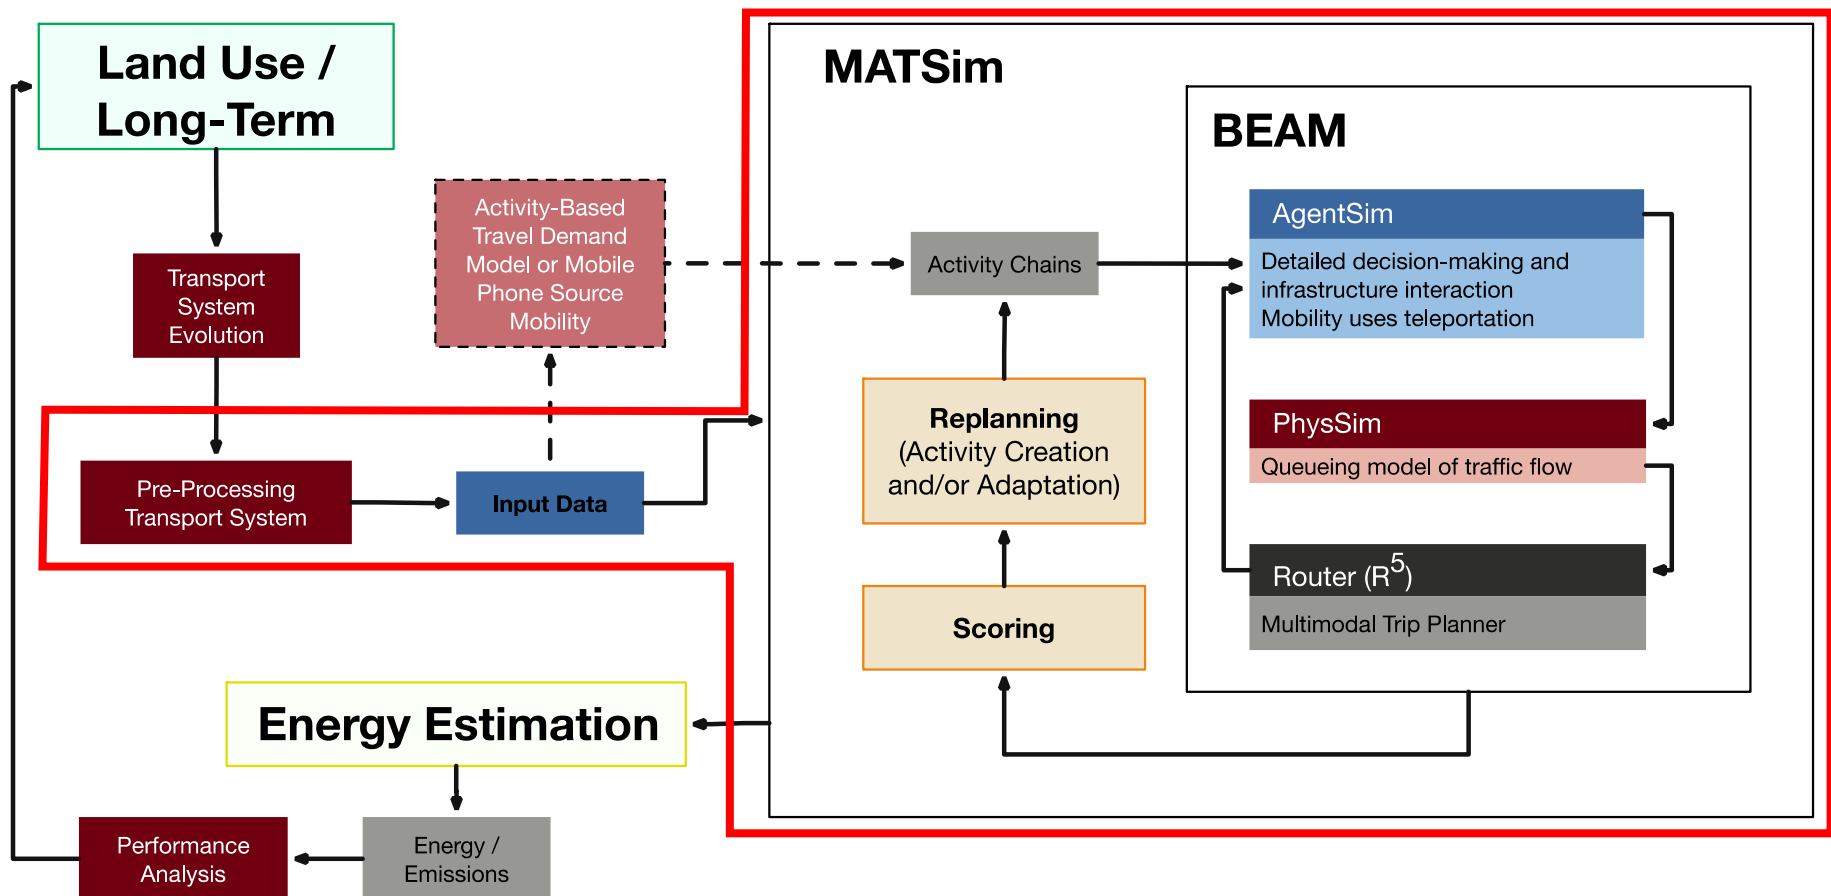 Land Use /
Long-Term
Transport
System
Evolution
Pre-Processing
Transport System
Input Data
Activity-Based
Travel Demand
Model or Mobile
Phone Source
Mobility
MATSim
Activity Chains
Replanning
(Activity Creation
and/or Adaptation)
Scoring
BEAM
AgentSim
Detailed decision-making and
infrastructure interaction
Mobility uses teleportation
PhysSim
Queueing model of traffic flow
Router (R⁵)
Multimodal Trip Planner
Energy Estimation
Energy /
Emissions
Performance
Analysis